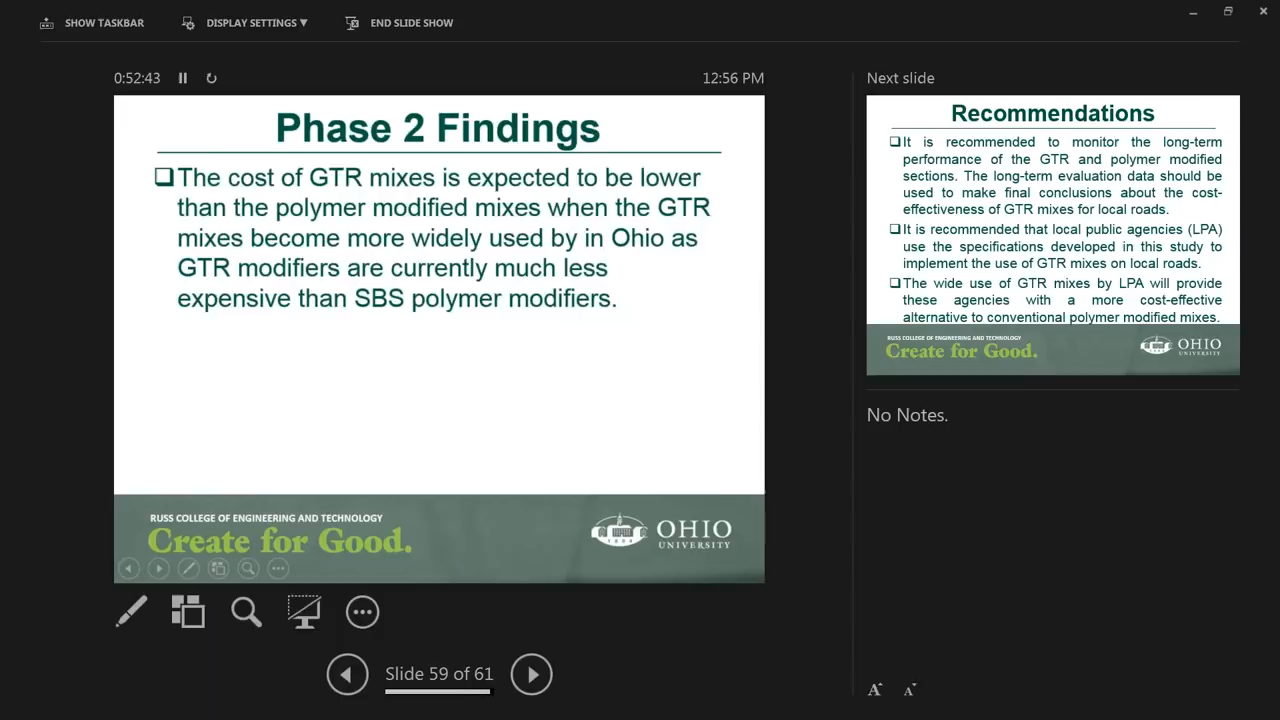 SHOW TASKBAR
DISPLAY SETTINGS ▼
END SLIDE SHOW
0:52:43
12:56 PM
Phase 2 Findings
❑The cost of GTR mixes is expected to be lower
than the polymer modified mixes when the GTR
mixes become more widely used by in Ohio as
GTR modifiers are currently much less
expensive than SBS polymer modifiers.
RUSS COLLEGE OF ENGINEERING AND TECHNOLOGY
Create for Good.
1804
OHIO
UNIVERSITY
Slide 59 of 61
Next slide
Recommendations
❑It is recommended to monitor the long-term
performance of the GTR and polymer modified
sections. The long-term evaluation data should be
used to make final conclusions about the cost-
effectiveness of GTR mixes for local roads.
❑It is recommended that local public agencies (LPA)
use the specifications developed in this study to
implement the use of GTR mixes on local roads.
❑The wide use of GTR mixes by LPA will provide
these agencies with a more cost-effective
alternative to conventional polymer modified mixes.
RUSS COLLEGE OF ENGINEERING AND TECHNOLOGY
Create for Good.
OHIO
UNIVERSITY
No Notes.
A A